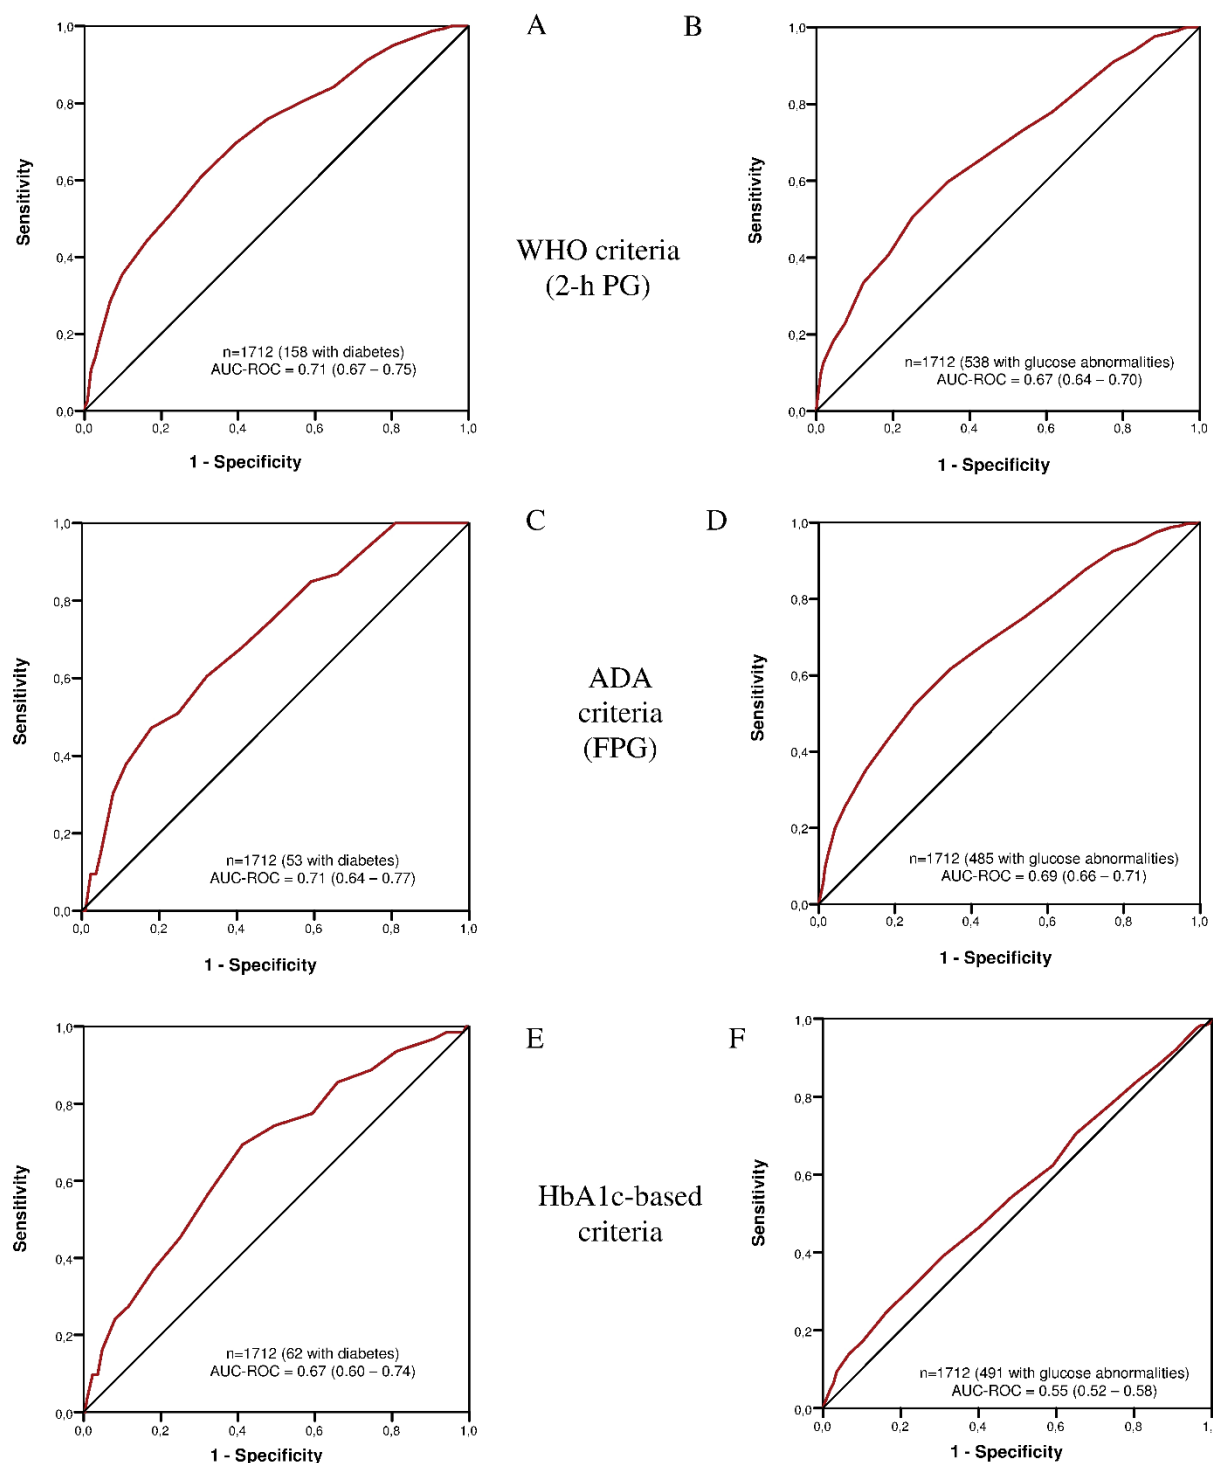 A
B
1,0
0,8
0,6
0,4
0,2
0,0
Sensitivity
n=1712 (158 with diabetes)
AUC-ROC = 0.71 (0.67 – 0.75)
0,0 0,2 0,4 0,6 0,8 1,0
1 - Specificity
WHO criteria
(2-h PG)
1,0
0,8
0,6
0,4
0,2
0,0
Sensitivity
n=1712 (538 with glucose abnormalities)
AUC-ROC = 0.67 (0.64 – 0.70)
0,0 0,2 0,4 0,6 0,8 1,0
1 - Specificity
C
D
1,0
0,8
0,6
0,4
0,2
0,0
Sensitivity
n=1712 (53 with diabetes)
AUC-ROC = 0.71 (0.64 – 0.77)
0,0 0,2 0,4 0,6 0,8 1,0
1 - Specificity
ADA
criteria
(FPG)
1,0
0,8
0,6
0,4
0,2
0,0
Sensitivity
n=1712 (485 with glucose abnormalities)
AUC-ROC = 0.69 (0.66 – 0.71)
0,0 0,2 0,4 0,6 0,8 1,0
1 - Specificity
E
F
1,0
0,8
0,6
0,4
0,2
0,0
Sensitivity
n=1712 (62 with diabetes)
AUC-ROC = 0.67 (0.60 – 0.74)
0,0 0,2 0,4 0,6 0,8 1,0
1 - Specificity
HbA1c-based
criteria
1,0
0,8
0,6
0,4
0,2
0,0
Sensitivity
n=1712 (491 with glucose abnormalities)
AUC-ROC = 0.55 (0.52 – 0.58)
0,0 0,2 0,4 0,6 0,8 1,
1 - Specificity